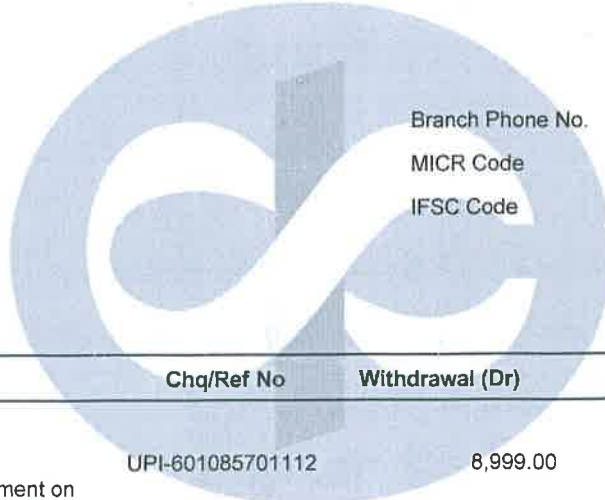 Branch Phone No.
MICR Code
IFSC Code
Chq/Ref No Withdrawal (Dr)
UPI-601085701112 8,999.00
ment on